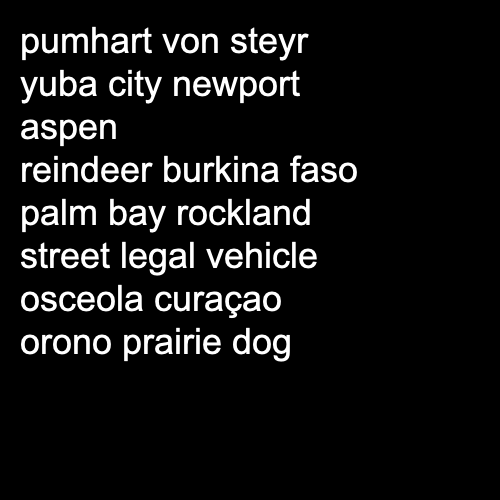 pumhart von steyr
yuba city newport
aspen
reindeer burkina faso
palm bay rockland
street legal vehicle
osceola curaçao
orono prairie dog